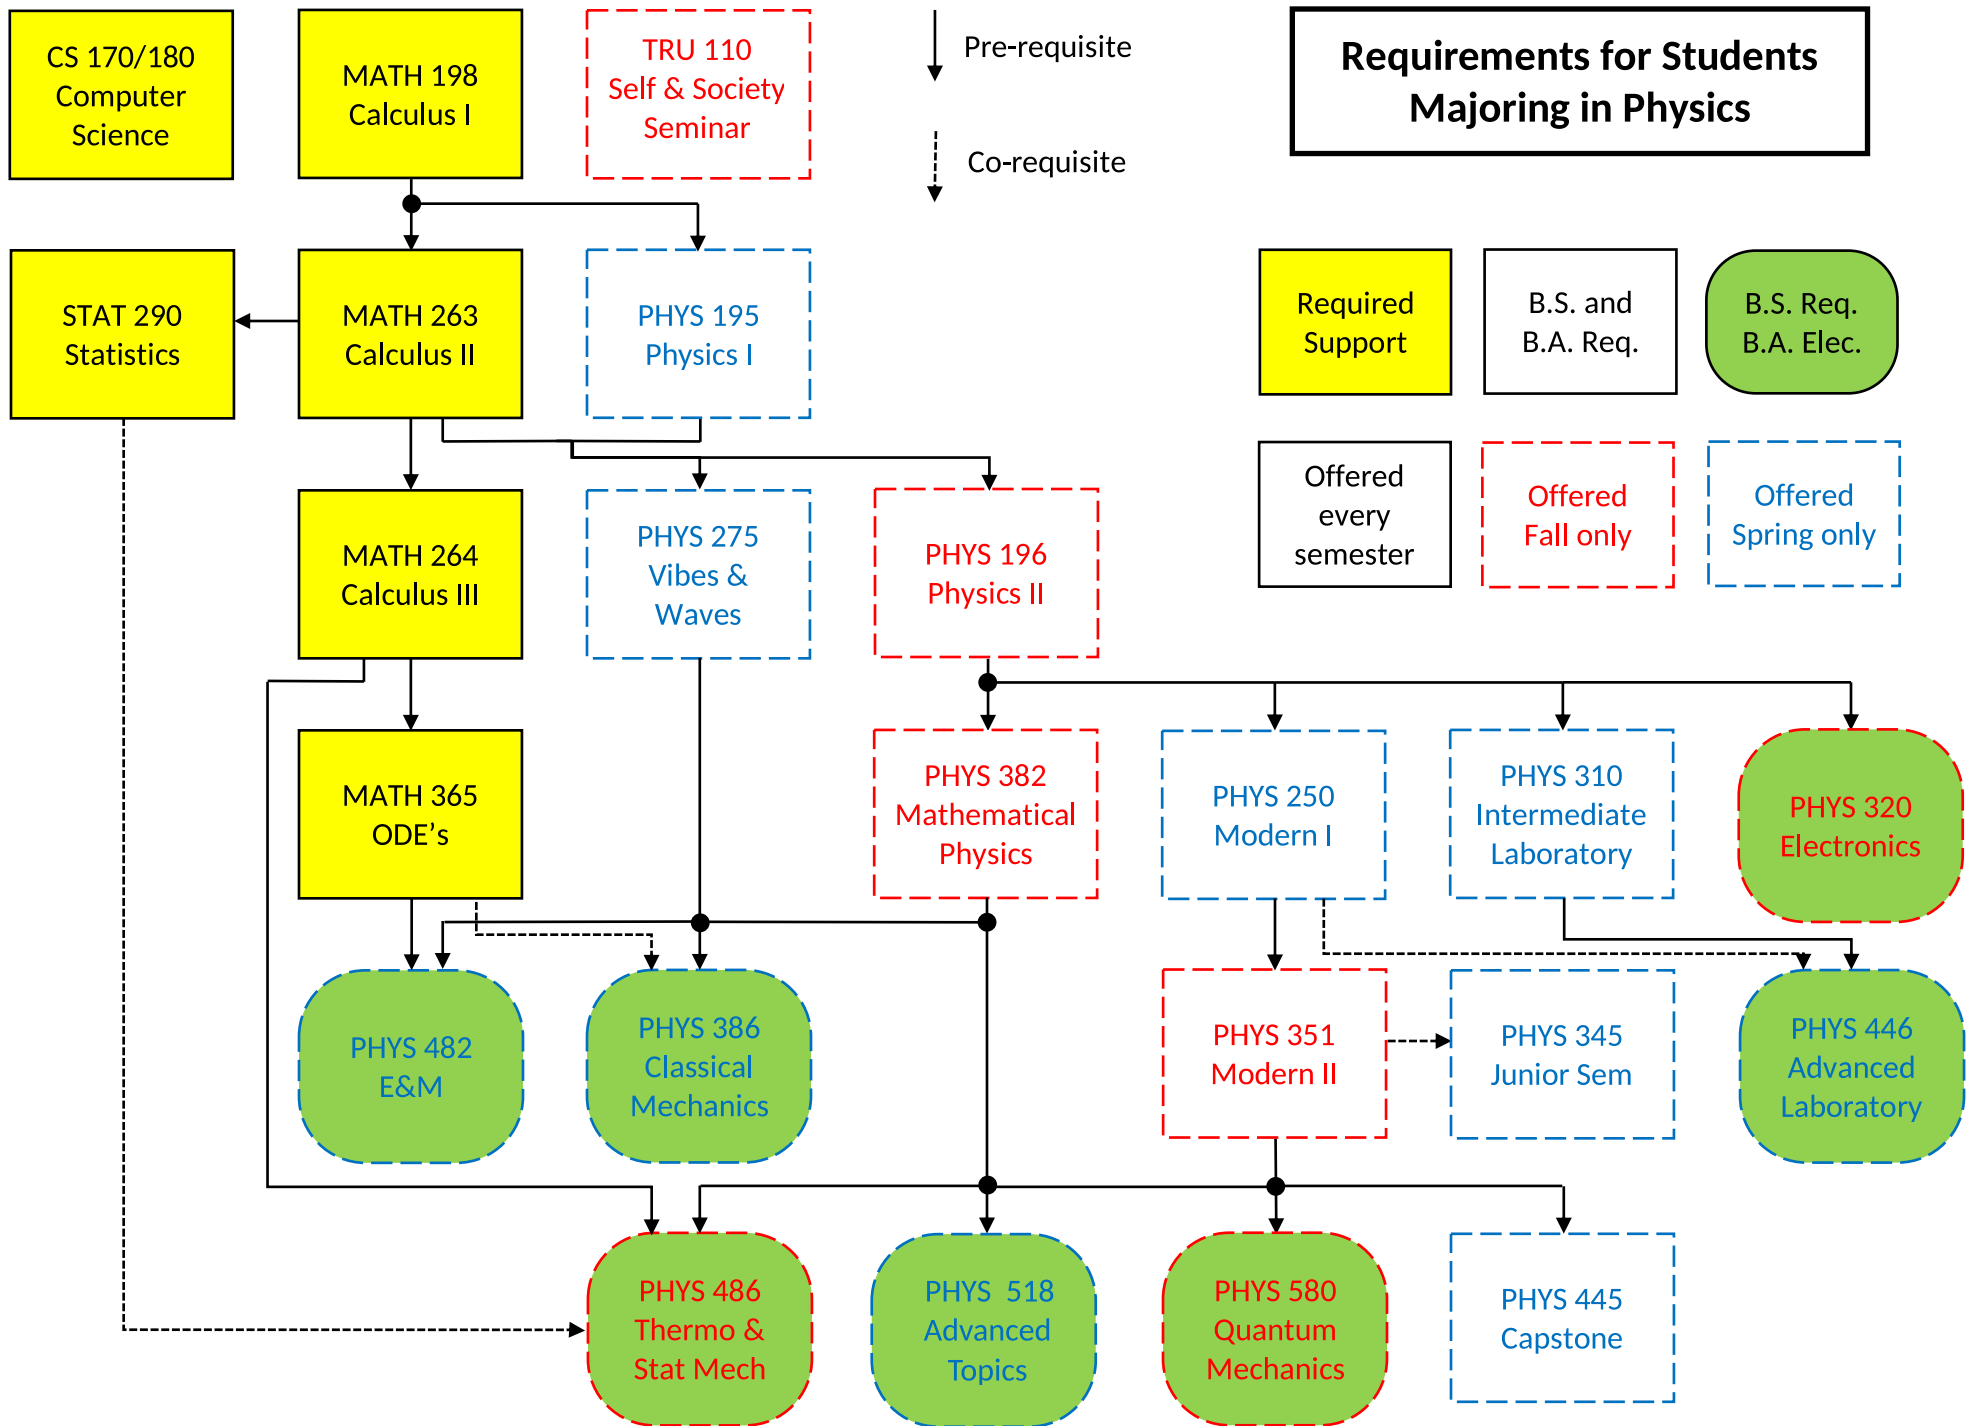 CS 170/180
Computer
Science
MATH 198
Calculus I
TRU 110
Self & Society
Seminar
Pre-requisite
Co-requisite
Requirements for Students
Majoring in Physics
STAT 290
Statistics
MATH 263
Calculus II
PHYS 195
Physics I
Required
Support
B.S. and
B.A. Req.
B.S. Req.
B.A. Elec.
MATH 264
Calculus III
PHYS 275
Vibes &
Waves
PHYS 196
Physics II
Offered
every
semester
Offered
Fall only
Offered
Spring only
MATH 365
ODE’s
PHYS 382
Mathematical
Physics
PHYS 250
Modern I
PHYS 310
Intermediate
Laboratory
PHYS 320
Electronics
PHYS 482
E&M
PHYS 386
Classical
Mechanics
PHYS 351
Modern II
PHYS 345
Junior Sem
PHYS 446
Advanced
Laboratory
PHYS 486
Thermo &
Stat Mech
PHYS  518
Advanced
Topics
PHYS 580
Quantum
Mechanics
PHYS 445
Capstone